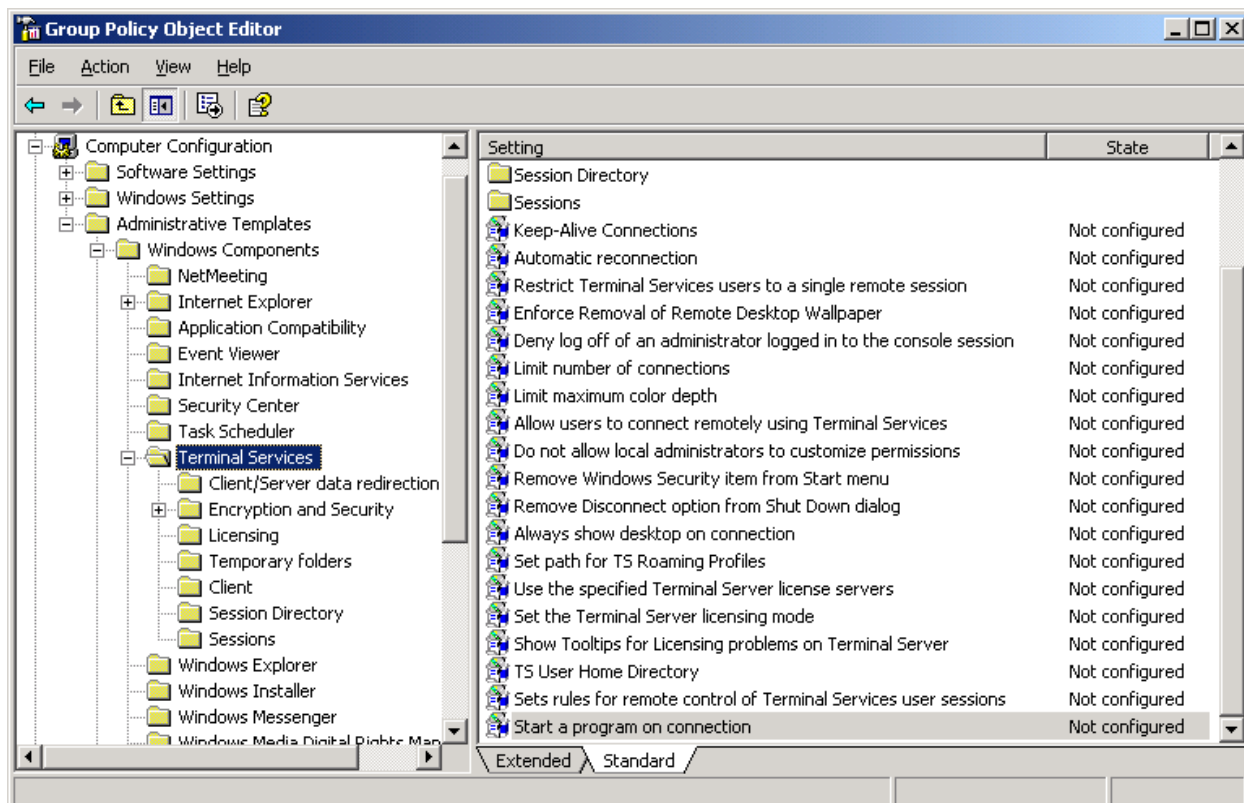 Group Policy Object Editor
File Action View Help
Computer Configuration
Software Settings
Windows Settings
Administrative Templates
Windows Components
NetMeeting
Internet Explorer
Application Compatibility
Event Viewer
Internet Information Services
Security Center
Task Scheduler
Terminal Services
Client/Server data redirection
Encryption and Security
Licensing
Temporary folders
Client
Session Directory
Sessions
Windows Explorer
Windows Installer
Windows Messenger
Windows Media Digital Rights Man
Setting State
Session Directory
Sessions
Keep-Alive Connections Not configured
Automatic reconnection Not configured
Restrict Terminal Services users to a single remote session Not configured
Enforce Removal of Remote Desktop Wallpaper Not configured
Deny log off of an administrator logged in to the console session Not configured
Limit number of connections Not configured
Limit maximum color depth Not configured
Allow users to connect remotely using Terminal Services Not configured
Do not allow local administrators to customize permissions Not configured
Remove Windows Security item from Start menu Not configured
Remove Disconnect option from Shut Down dialog Not configured
Always show desktop on connection Not configured
Set path for TS Roaming Profiles Not configured
Use the specified Terminal Server license servers Not configured
Set the Terminal Server licensing mode Not configured
Show Tooltips for Licensing problems on Terminal Server Not configured
TS User Home Directory Not configured
Sets rules for remote control of Terminal Services user sessions Not configured
Start a program on connection Not configured
Extended Standard